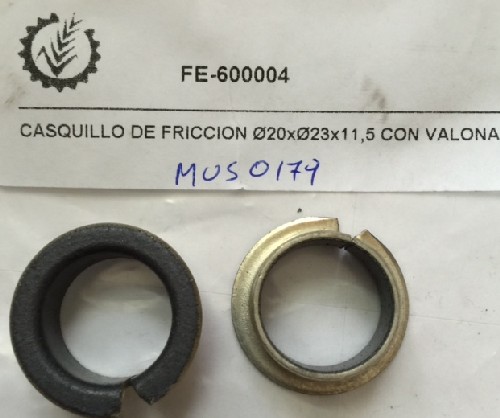 FE-600004
CASQUILLO DE FRICCION Ø20xØ23x11,5 CON VALONA
MUS0179